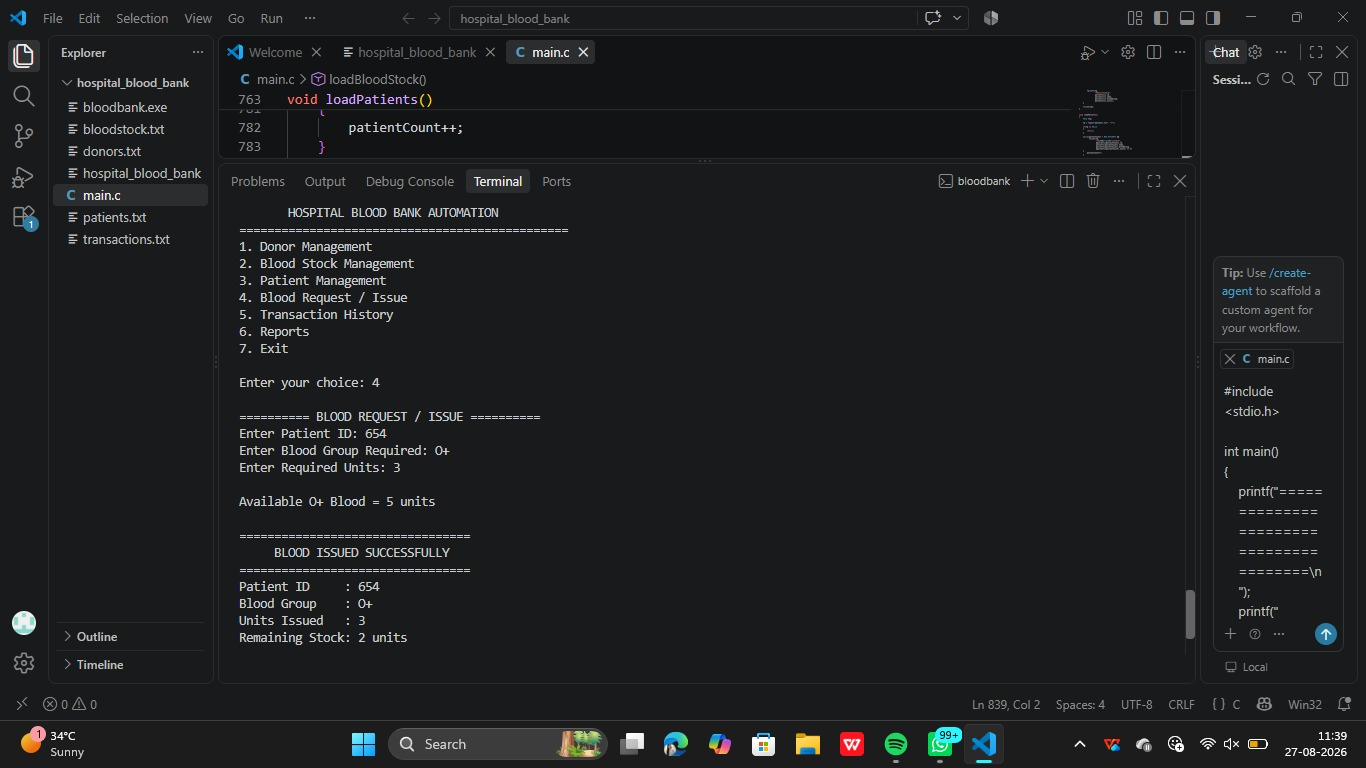 File Edit Selection View Go Run ···
hospital_blood_bank
Explorer
hospital_blood_bank
bloodbank.exe
bloodstock.txt
donors.txt
hospital_blood_bank
C main.c
patients.txt
transactions.txt
1
Outline
Timeline
Welcome
hospital_blood_bank
C main.c
C main.c > loadBloodStock()
763 void loadPatients()
782 patientCount++;
783 }
Problems Output Debug Console Terminal Ports
bloodbank
HOSPITAL BLOOD BANK AUTOMATION
===============================================
1. Donor Management
2. Blood Stock Management
3. Patient Management
4. Blood Request / Issue
5. Transaction History
6. Reports
7. Exit
Enter your choice: 4
========== BLOOD REQUEST / ISSUE ==========
Enter Patient ID: 654
Enter Blood Group Required: O+
Enter Required Units: 3
Available O+ Blood = 5 units
=================================
BLOOD ISSUED SUCCESSFULLY
=================================
Patient ID : 654
Blood Group : O+
Units Issued : 3
Remaining Stock: 2 units
Chat
Sessi...
Tip: Use /create-
agent to scaffold a
custom agent for
your workflow.
C main.c
#include
<stdio.h>
int main()
{
printf("=====
=========
=========
=========
========\n
");
printf("
Local
0 0
Ln 839, Col 2 Spaces: 4 UTF-8 CRLF { } C Win32
1
34°C
Sunny
Search
99+
11:39
27-08-2026